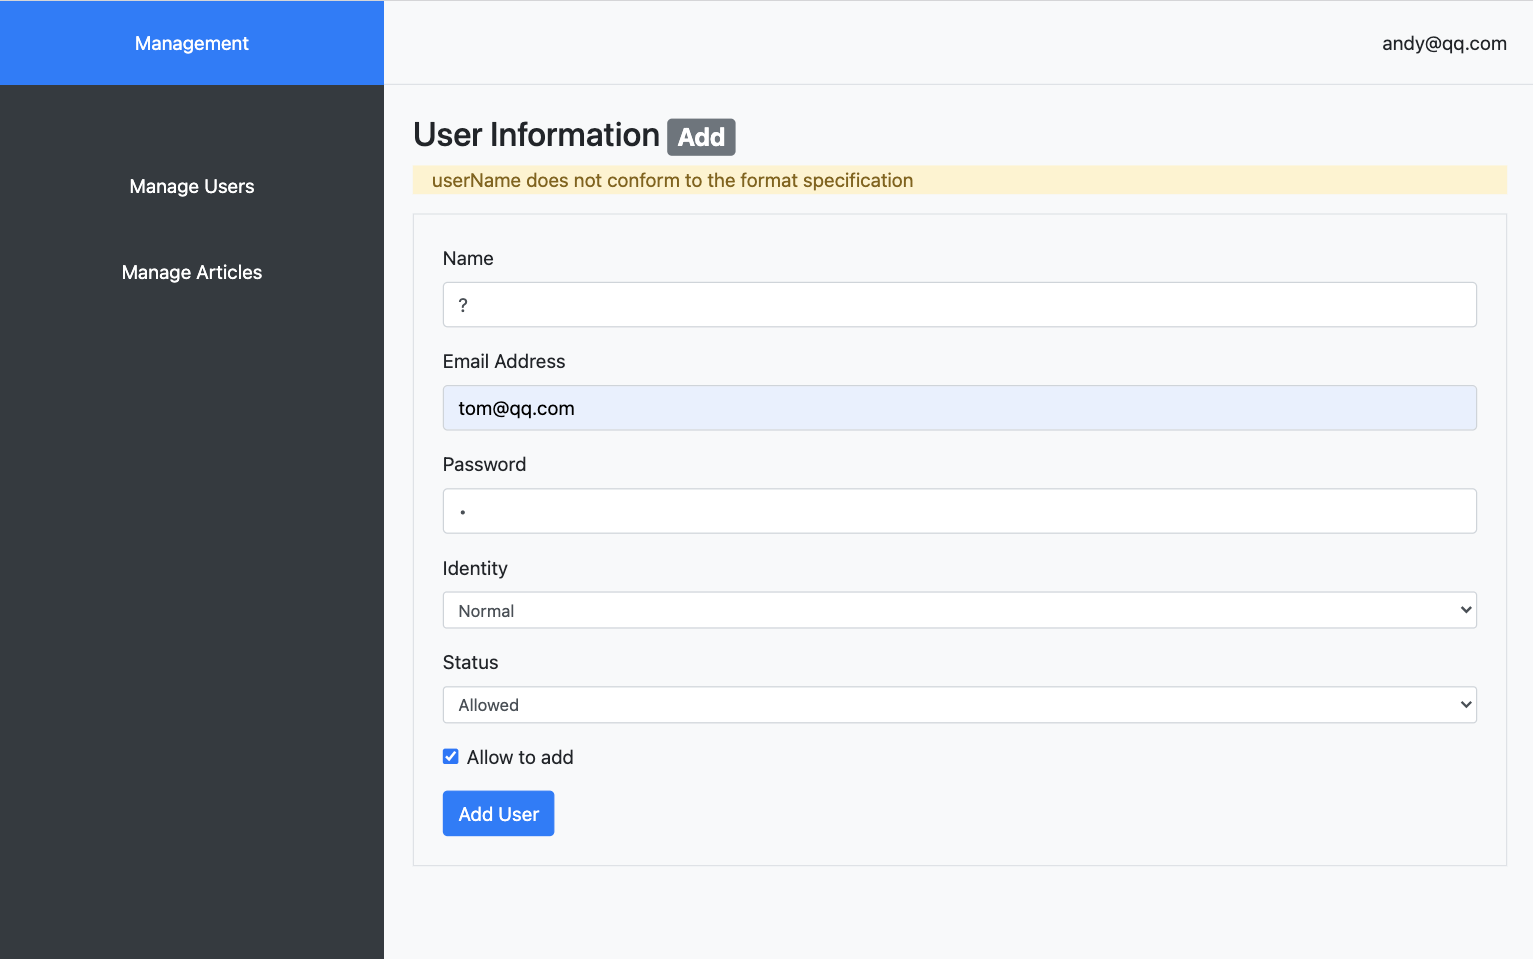 Management
andy@qq.com
Manage Users
Manage Articles
User Information Add
userName does not conform to the format specification
Name
?
Email Address
tom@qq.com
Password
•
Identity
Normal
Status
Allowed
Allow to add
Add User